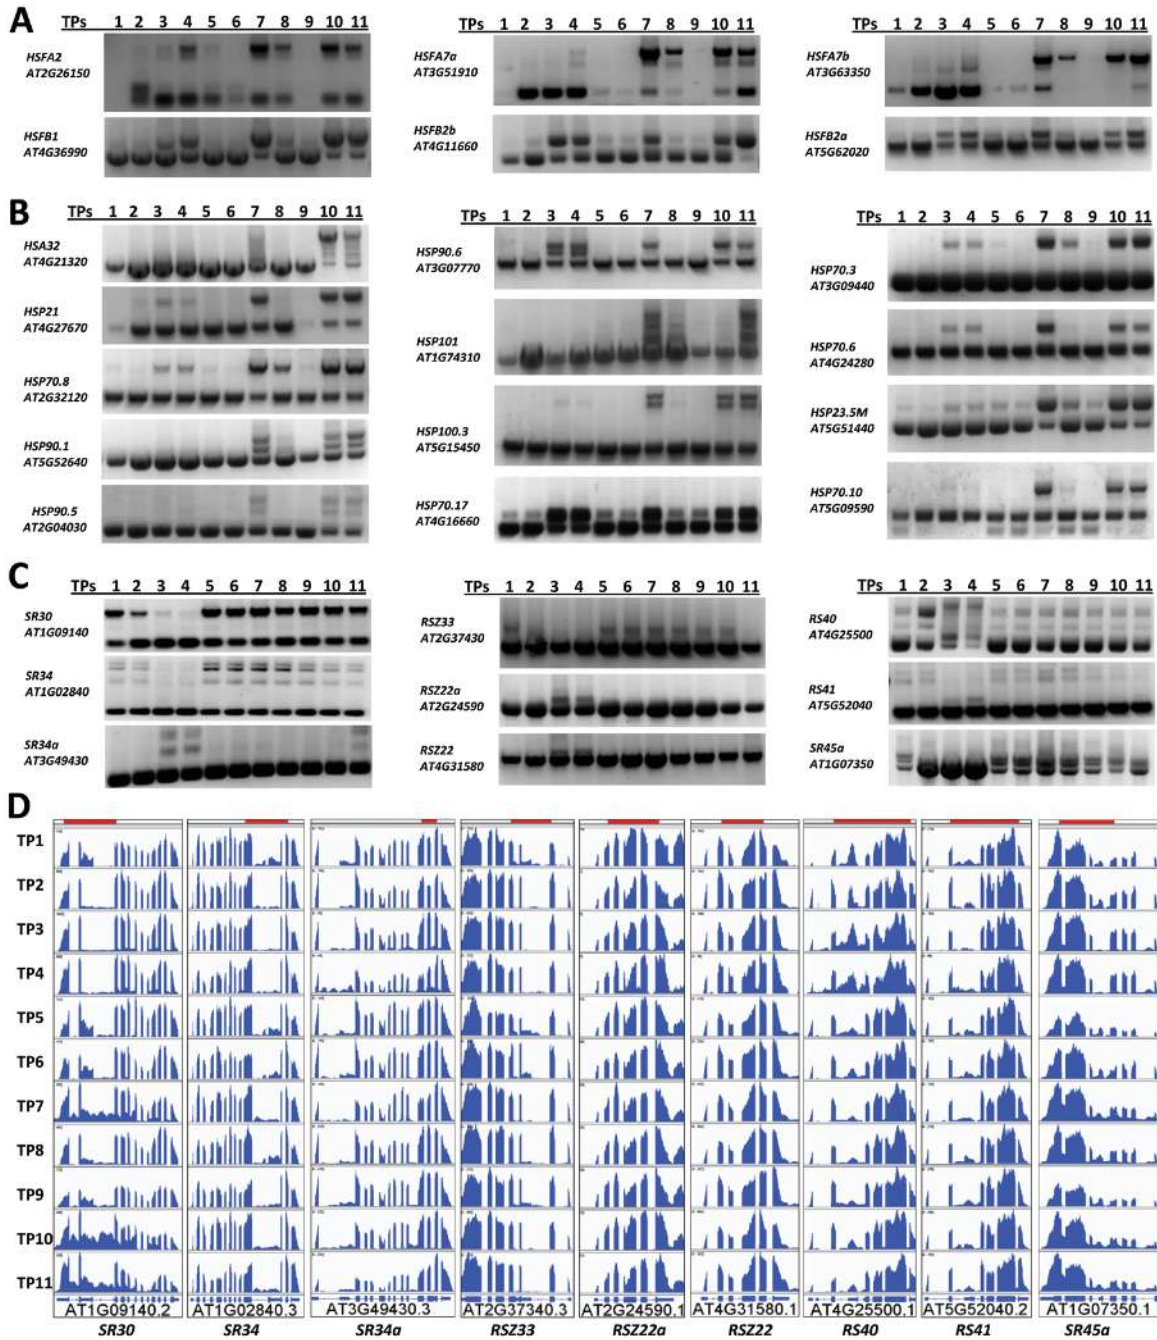 A
TPs 1 2 3 4 5 6 7 8 9 10 11
HSFA2
AT2G26150
HSFB1
AT4G36990
TPs 1 2 3 4 5 6 7 8 9 10 11
HSFA7a
AT3G51910
HSFB2b
AT4G11660
TPs 1 2 3 4 5 6 7 8 9 10 11
HSFA7b
AT3G63350
HSFB2a
AT5G62020
B
TPs 1 2 3 4 5 6 7 8 9 10 11
HSA32
AT4G21320
HSP21
AT4G27670
HSP70.8
AT2G32120
HSP90.1
AT5G52640
HSP90.5
AT2G04030
TPs 1 2 3 4 5 6 7 8 9 10 11
HSP90.6
AT3G07770
HSP101
AT1G74310
HSP100.3
AT5G15450
HSP70.17
AT4G16660
TPs 1 2 3 4 5 6 7 8 9 10 11
HSP70.3
AT3G09440
HSP70.6
AT4G24280
HSP23.5M
AT5G51440
HSP70.10
AT5G09590
C
TPs 1 2 3 4 5 6 7 8 9 10 11
SR30
AT1G09140
SR34
AT1G02840
SR34a
AT3G49430
TPs 1 2 3 4 5 6 7 8 9 10 11
RSZ33
AT2G37430
RSZ22a
AT2G24590
RSZ22
AT4G31580
TPs 1 2 3 4 5 6 7 8 9 10 11
RS40
AT4G25500
RS41
AT5G52040
SR45a
AT1G07350
D
TP1
TP2
TP3
TP4
TP5
TP6
TP7
TP8
TP9
TP10
TP11
AT1G09140.2 AT1G02840.3 AT3G49430.3 AT2G37340.3 AT2G24590.1 AT4G31580.1 AT4G25500.1 AT5G52040.2 AT1G07350.1
SR30 SR34 SR34a RSZ33 RSZ22a RSZ22 RS40 RS41 SR45a